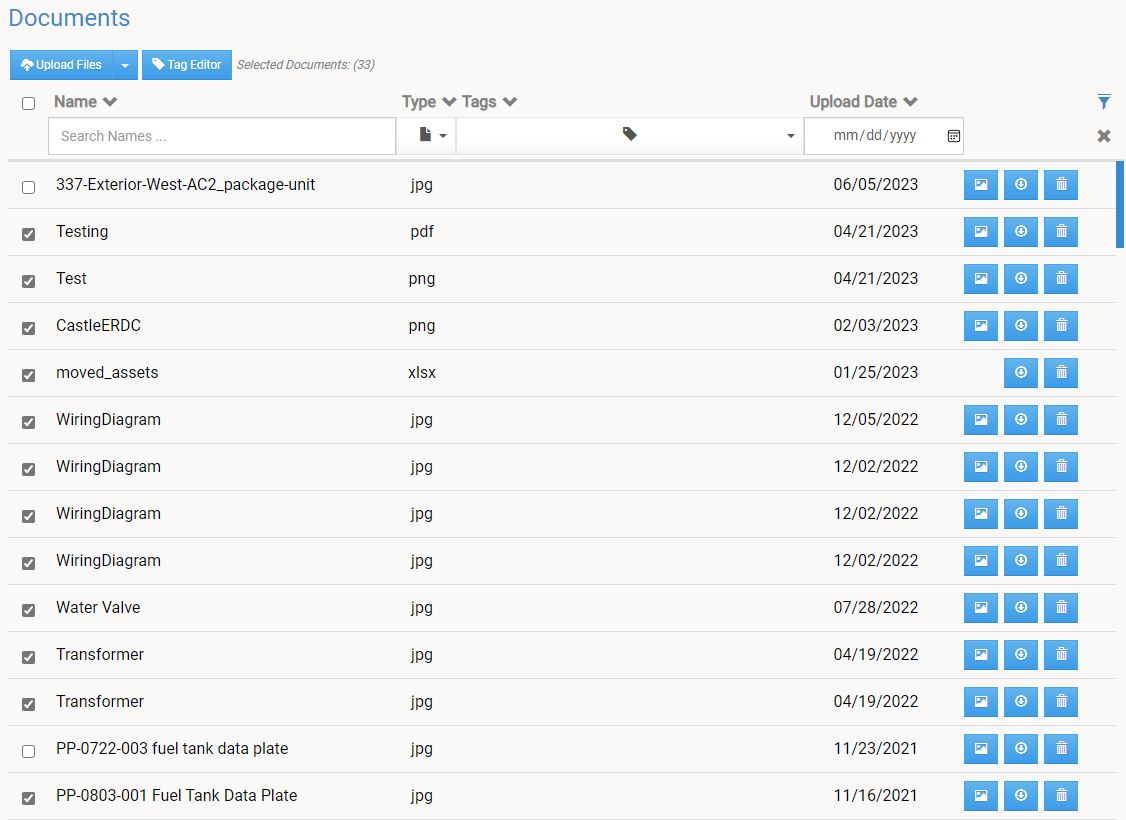 Documents
Upload Files Tag Editor Selected Documents: (33)
Name Type Tags Upload Date
Search Names ... mm/dd/yyyy
337-Exterior-West-AC2_package-unit jpg 06/05/2023
Testing pdf 04/21/2023
Test png 04/21/2023
CastleERDC png 02/03/2023
moved_assets xlsx 01/25/2023
WiringDiagram jpg 12/05/2022
WiringDiagram jpg 12/02/2022
WiringDiagram jpg 12/02/2022
WiringDiagram jpg 12/02/2022
Water Valve jpg 07/28/2022
Transformer jpg 04/19/2022
Transformer jpg 04/19/2022
PP-0722-003 fuel tank data plate jpg 11/23/2021
PP-0803-001 Fuel Tank Data Plate jpg 11/16/2021